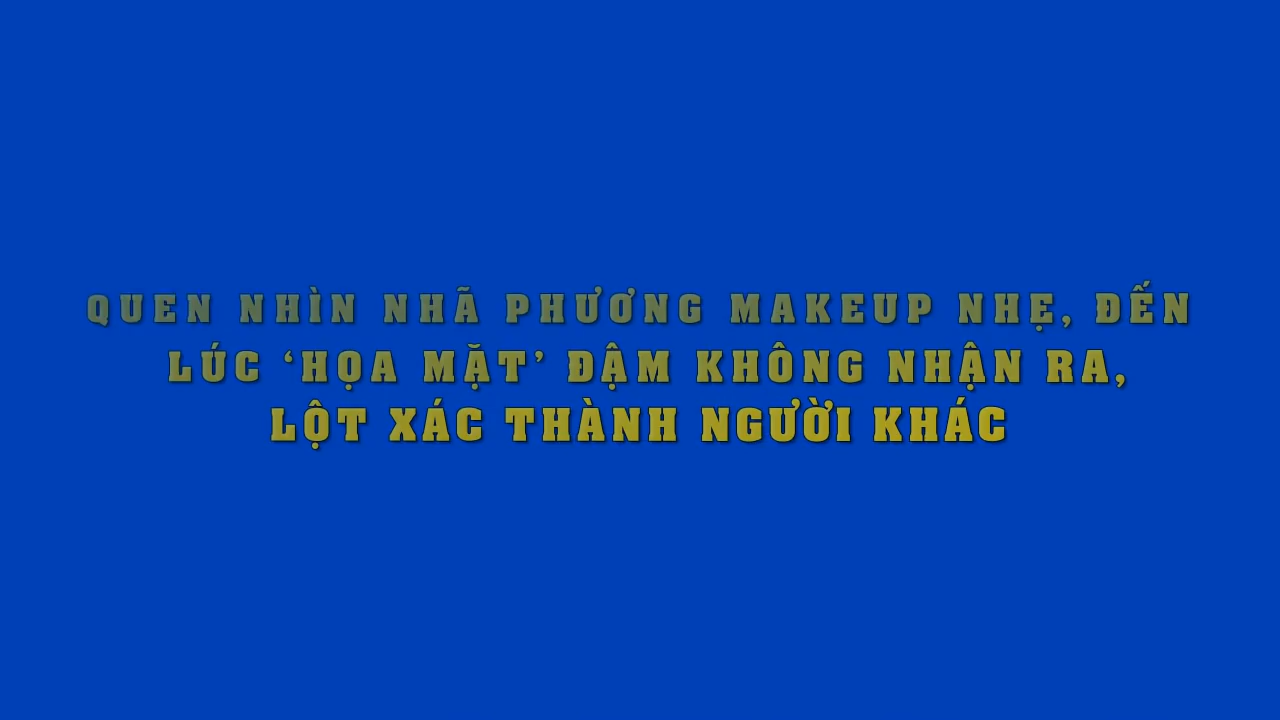 QUEN NHÌN NHÃ PHƯƠNG MAKEUP NHẸ, ĐẾN
LÚC ‘HỌA MẶT’ ĐẬM KHÔNG NHẬN RA,
LỘT XÁC THÀNH NGƯỜI KHÁC